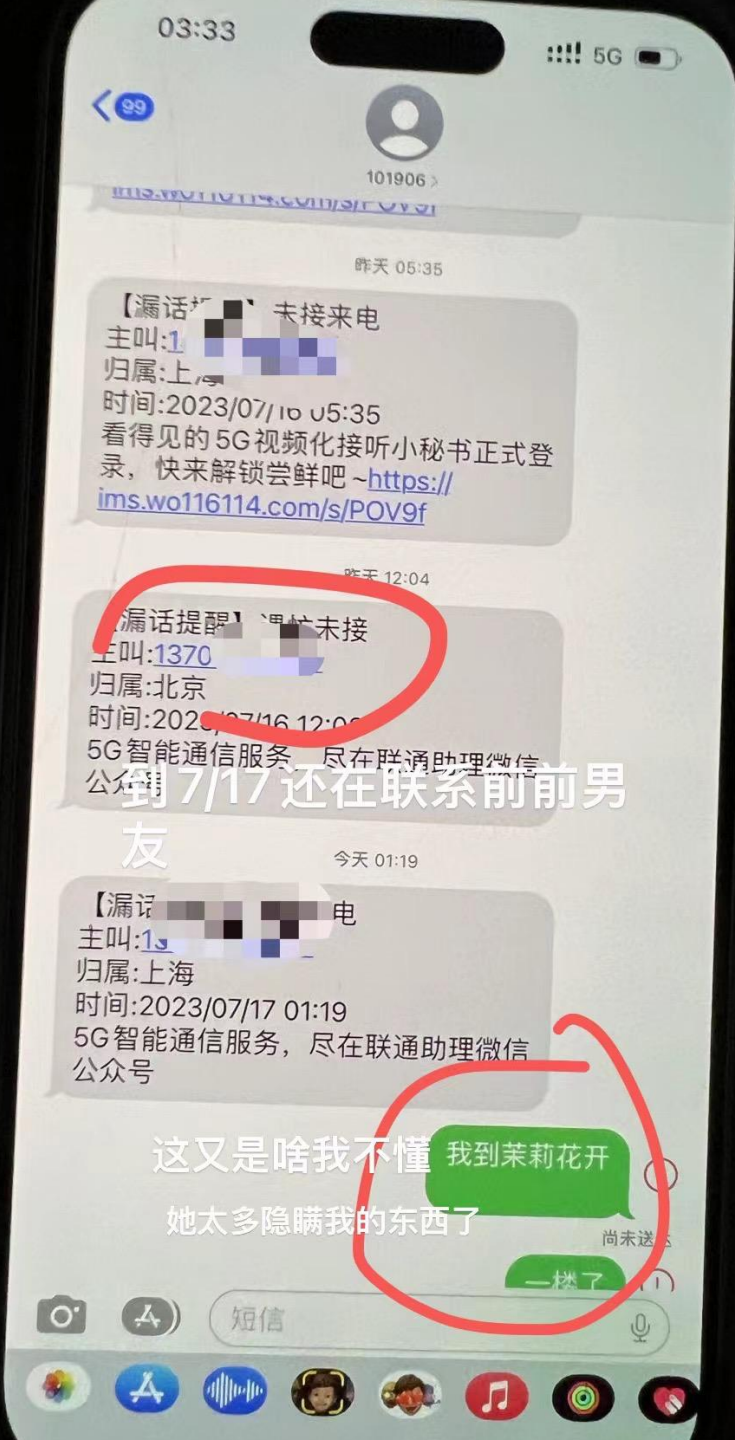 03:33
5G
99
101906
昨天 05:35
未接来电
主叫:1
归属:上海
时间:2023/07/16 05:35
看得见的5G视频化接听小秘书正式登
录，快来解锁尝鲜吧~https://
ims.wo116114.com/s/POV9f
昨天 12:04
漏话提醒】遇忙未接
主叫:1370
归属:北京
时间:2023/07/16 12:0
5G智能通信服务，尽在联通助理微信
公众号
到7/17还在联系前前男
友
今天 01:19
【漏话
电
主叫:13
归属:上海
时间:2023/07/17 01:19
5G智能通信服务，尽在联通助理微信
公众号
这又是啥我不懂
我到茉莉花开
她太多隐瞒我的东西了
尚未送达
一楼了
短信